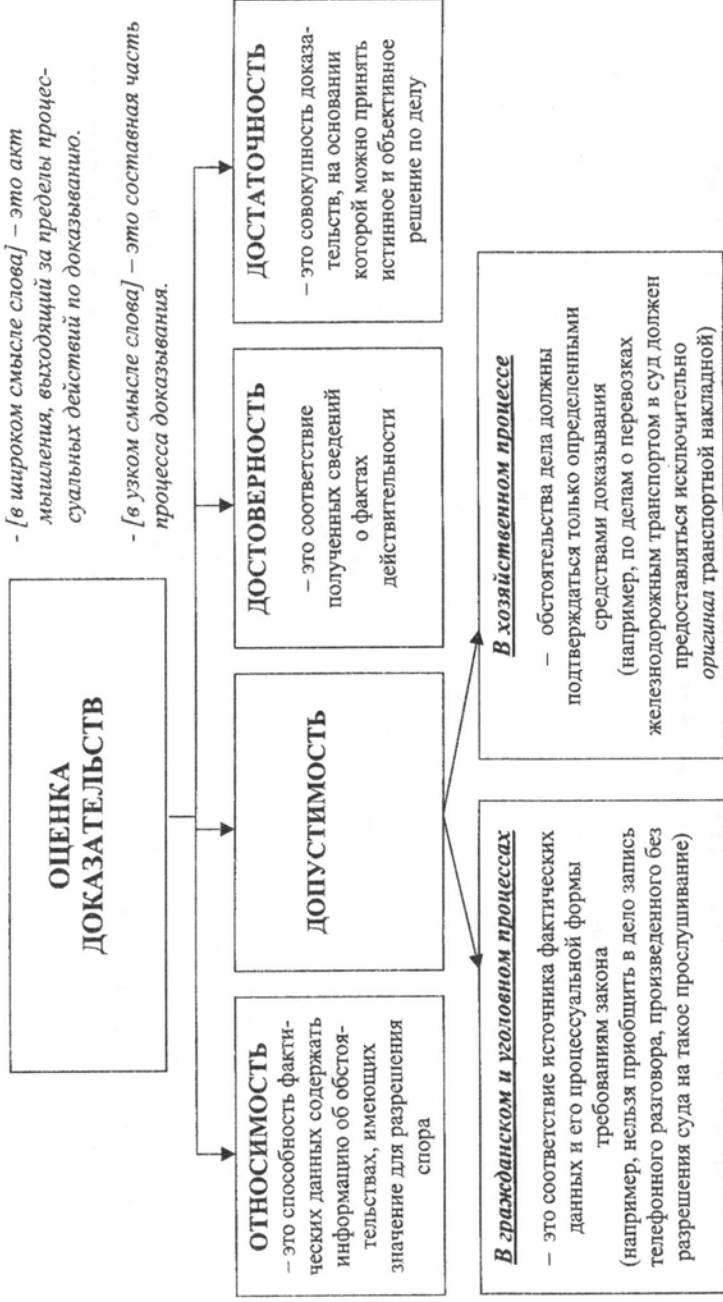 ОЦЕНКА
ДОКАЗАТЕЛЬСТВ
- [в широком смысле слова] – это акт
мышления, выходящий за пределы процес-
суальных действий по доказыванию.
- [в узком смысле слова] – это составная часть
процесса доказывания.
ОТНОСИМОСТЬ
– это способность факти-
ческих данных содержать
информацию об обстоя-
тельствах, имеющих
значение для разрешения
спора
ДОПУСТИМОСТЬ
ДОСТОВЕРНОСТЬ
– это соответствие
полученных сведений
о фактах
действительности
ДОСТАТОЧНОСТЬ
– это совокупность доказа-
тельств, на основании
которой можно принять
истинное и объективное
решение по делу
В гражданском и уголовном процессах
– это соответствие источника фактических
данных и его процессуальной формы
требованиям закона
(например, нельзя приобщить в дело запись
телефонного разговора, произведенного без
разрешения суда на такое прослушивание)
В хозяйственном процессе
– обстоятельства дела должны
подтверждаться только определенными
средствами доказывания
(например, по делам о перевозках
железнодорожным транспортом в суд должен
предоставляться исключительно
оригинал транспортной накладной)